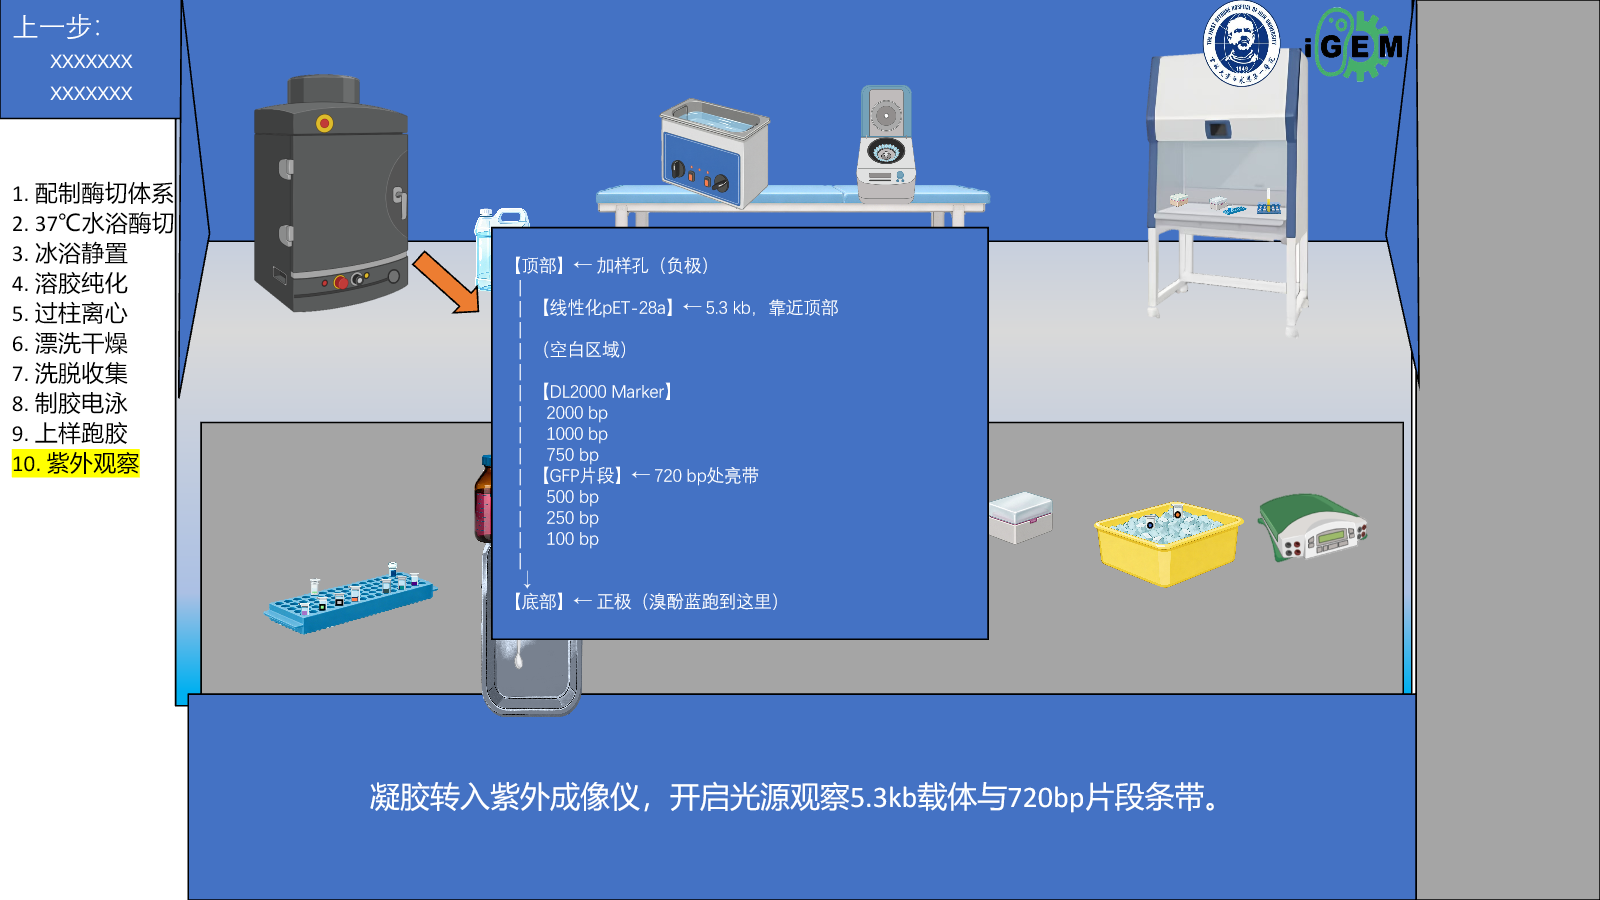 上一步：
XXXXXXX
XXXXXXX
1. 配制酶切体系
2. 37℃水浴酶切
3. 冰浴静置
4. 溶胶纯化
5. 过柱离心
6. 漂洗干燥
7. 洗脱收集
8. 制胶电泳
9. 上样跑胶
10. 紫外观察
iGEM
THE FIRST BETHUNE HOSPITAL OF JILIN UNIVERSITY
1949
【顶部】← 加样孔（负极）
【线性化pET-28a】← 5.3 kb，靠近顶部
（空白区域）
【DL2000 Marker】
2000 bp
1000 bp
750 bp
【GFP片段】← 720 bp处亮带
500 bp
250 bp
100 bp
↓
【底部】← 正极（溴酚蓝跑到这里）
凝胶转入紫外成像仪，开启光源观察5.3kb载体与720bp片段条带。